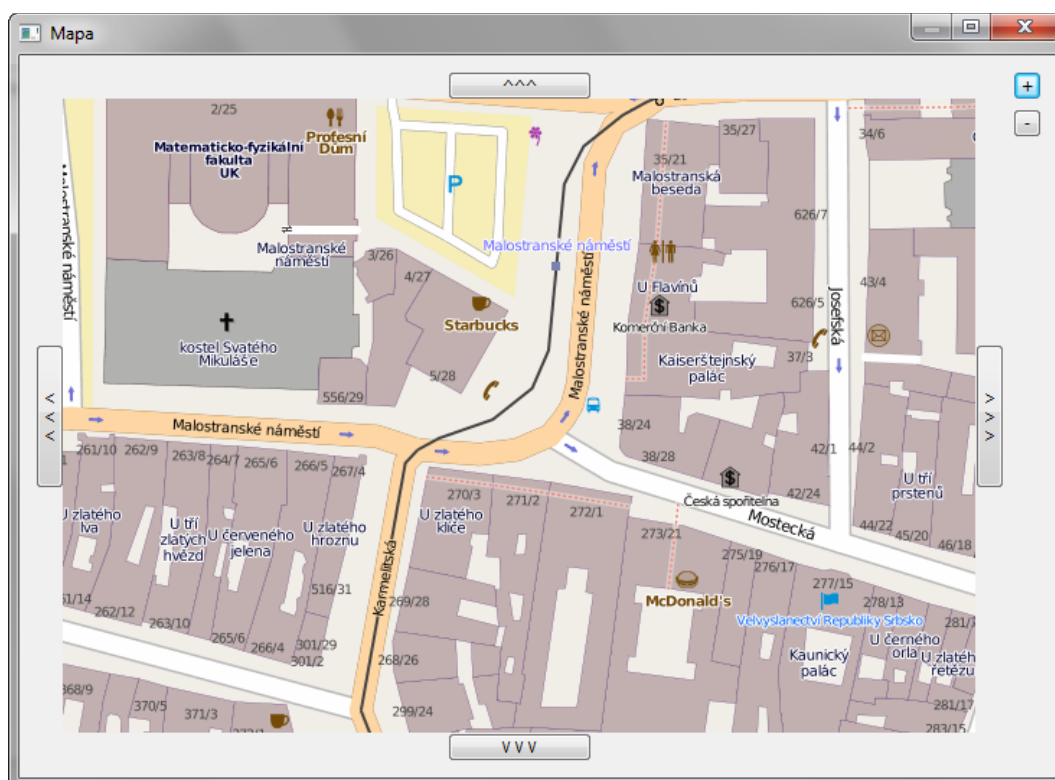 Mapa
^^^
+
-
2/25
Profesní
Dům
Matematicko-fyzikální
fakulta
UK
P
35/27
34/6
35/21
Malostranská
beseda
626/7
Malostranské náměstí
Malostranské
náměstí
3/26
4/27
Malostranské náměstí
U Flavínů
43/4
626/5
Josefská
Starbucks
Komerční Banka
kostel Svatého
Mikuláše
Kaiserštejnský
palác
37/3
Malostranské náměstí
5/28
556/29
< < <
> > >
Malostranské náměstí
38/24
261/10
262/9
263/8
264/7
265/6
266/5
267/4
38/28
42/1
44/2
U tří
prstenů
270/3
271/2
272/1
Česká spořitelna
42/24
U zlatého
lva
U tří
zlatých
hvězd
U červeného
jelena
U zlatého
hroznu
U zlatého
klíče
Mostecká
44/22
45/20
46/18
273/21
275/19
276/17
Karmelitská
516/31
277/15
278/13
McDonald's
Velvyslanectví Republiky Srbsko
61/14
262/12
263/10
265/6
266/4
301/29
301/2
269/28
281/
U černého
orla
U zlatéh
řetězu
Kaunický
palác
268/26
368/9
370/5
371/3
299/24
281/17
283/15
V V V